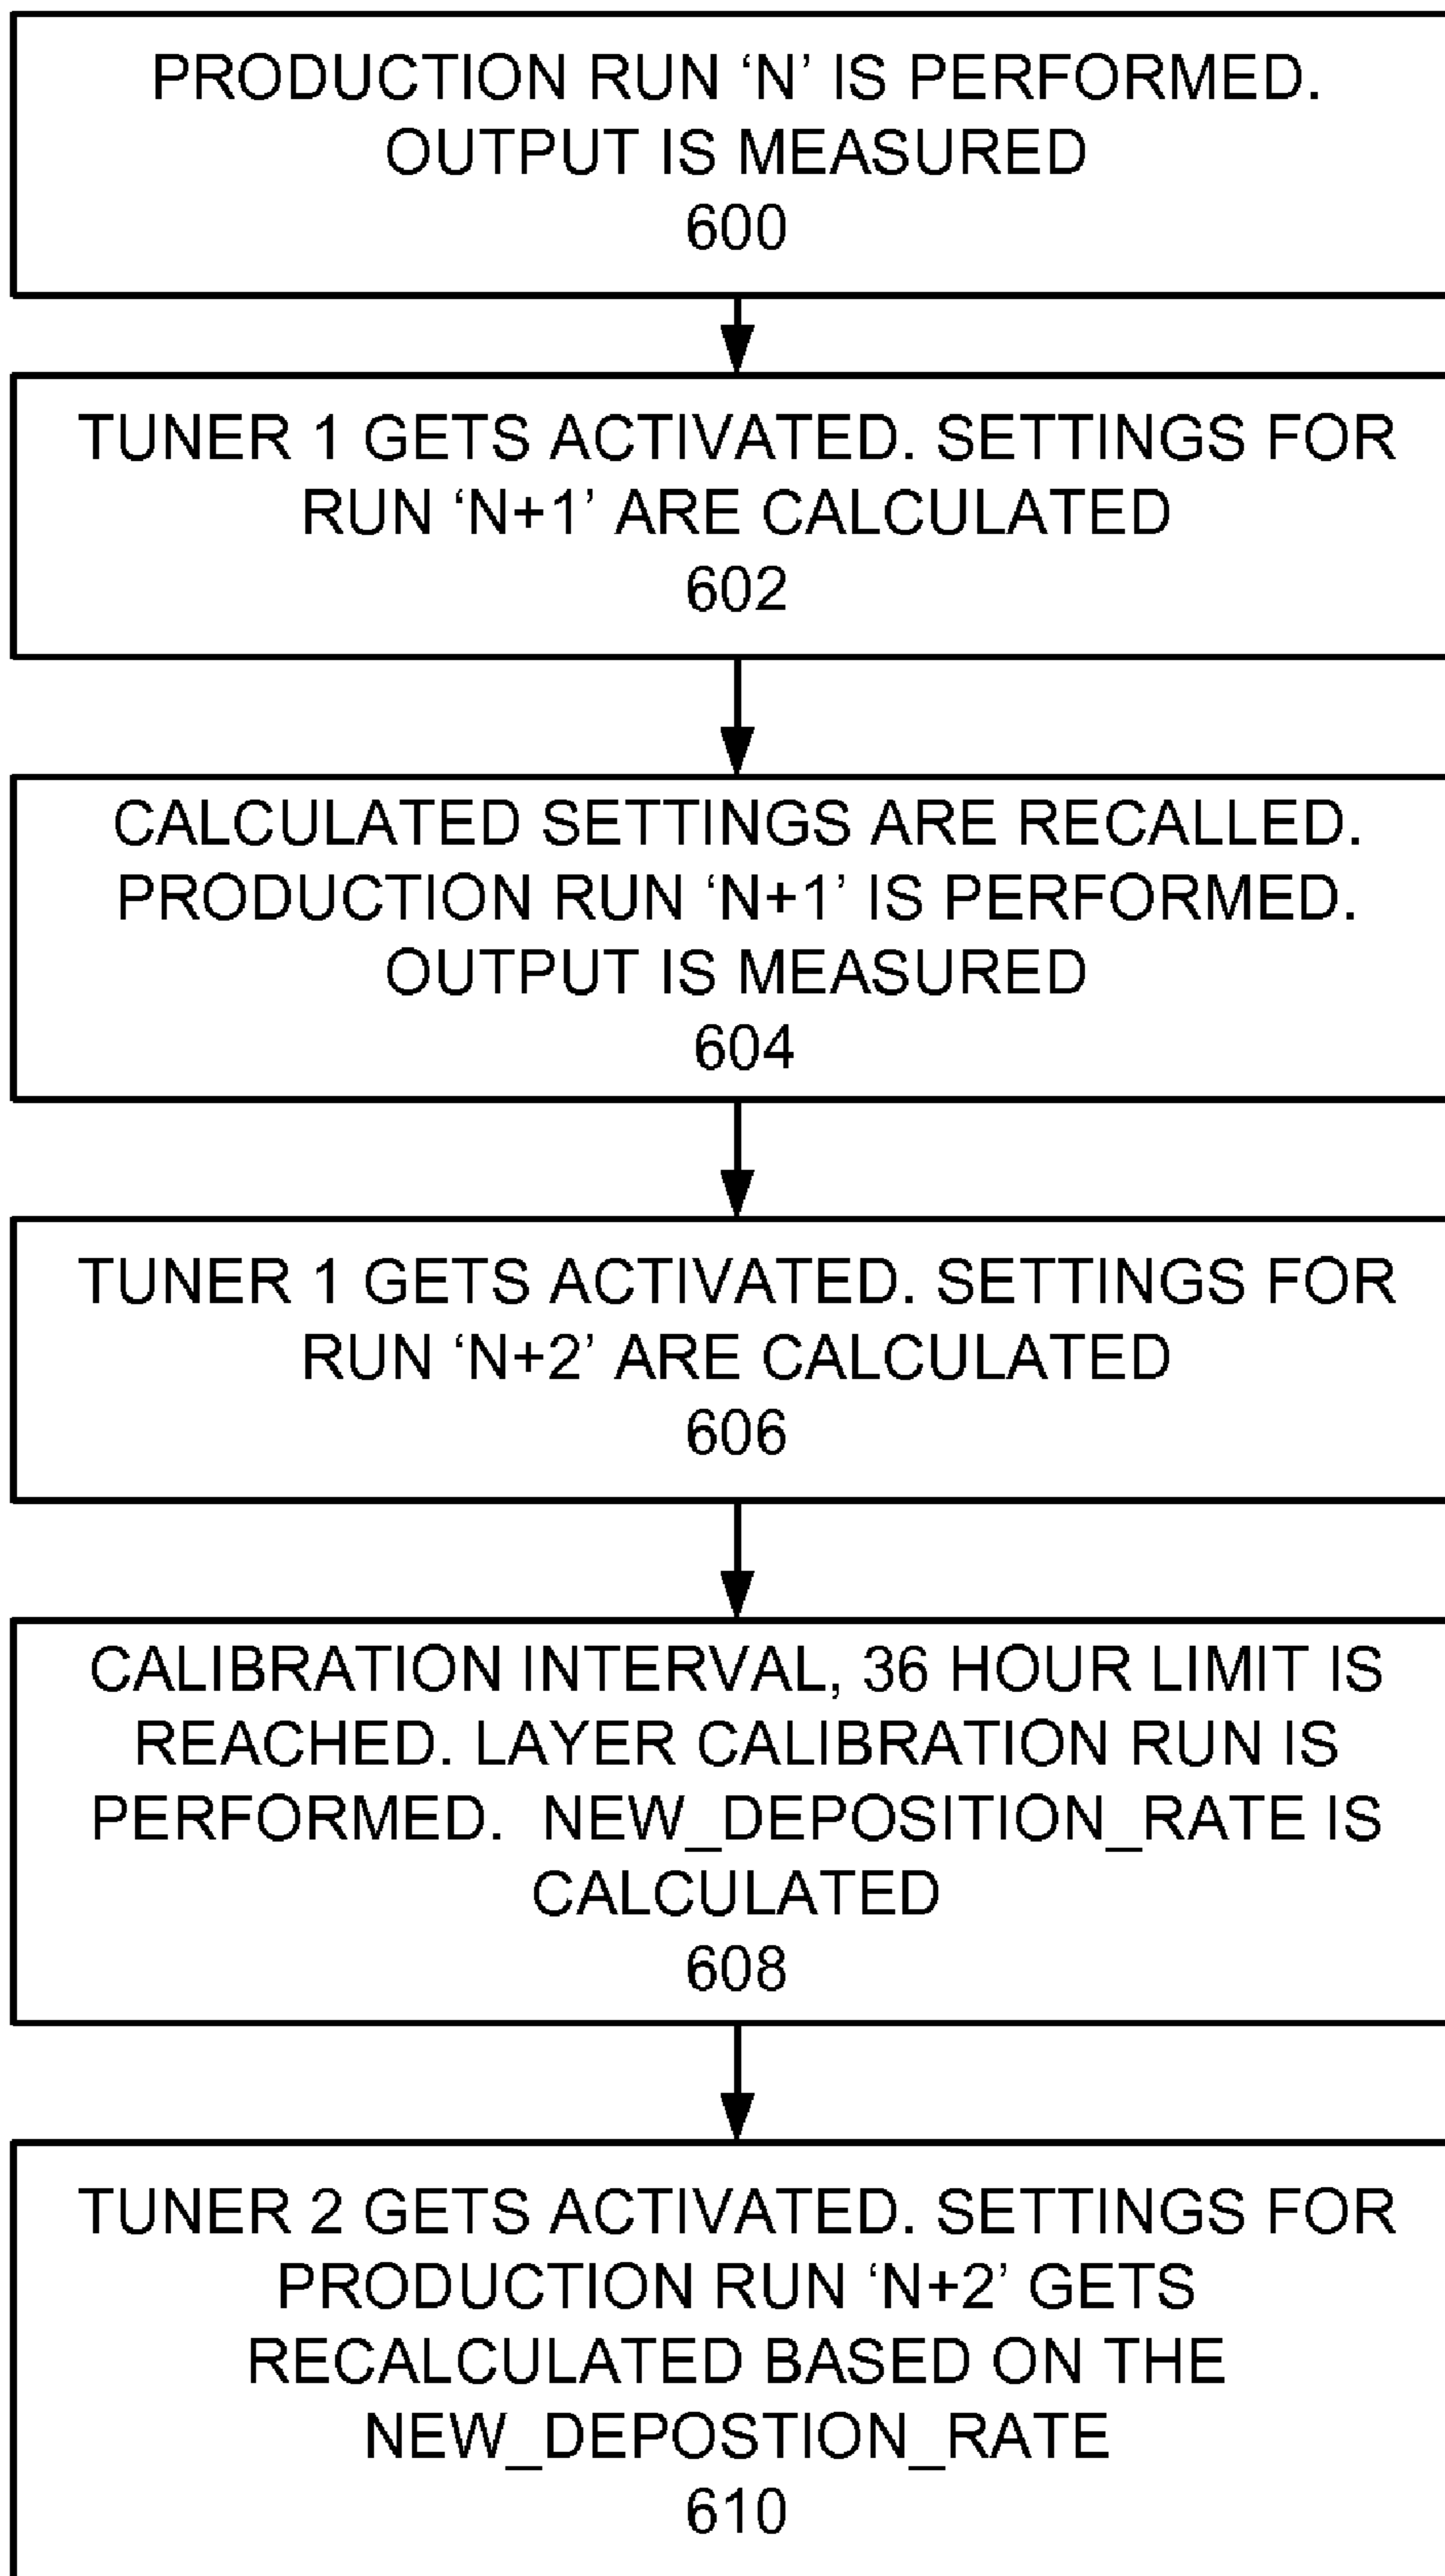 PRODUCTION RUN ‘N’ IS PERFORMED.
OUTPUT IS MEASURED
600
TUNER 1 GETS ACTIVATED. SETTINGS FOR
RUN ‘N+1’ ARE CALCULATED
602
CALCULATED SETTINGS ARE RECALLED.
PRODUCTION RUN ‘N+1’ IS PERFORMED.
OUTPUT IS MEASURED
604
TUNER 1 GETS ACTIVATED. SETTINGS FOR
RUN ‘N+2’ ARE CALCULATED
606
CALIBRATION INTERVAL, 36 HOUR LIMIT IS
REACHED. LAYER CALIBRATION RUN IS
PERFORMED.  NEW_DEPOSITION_RATE IS
CALCULATED
608
TUNER 2 GETS ACTIVATED. SETTINGS FOR
PRODUCTION RUN ‘N+2’ GETS
RECALCULATED BASED ON THE
NEW_DEPOSTION_RATE
610